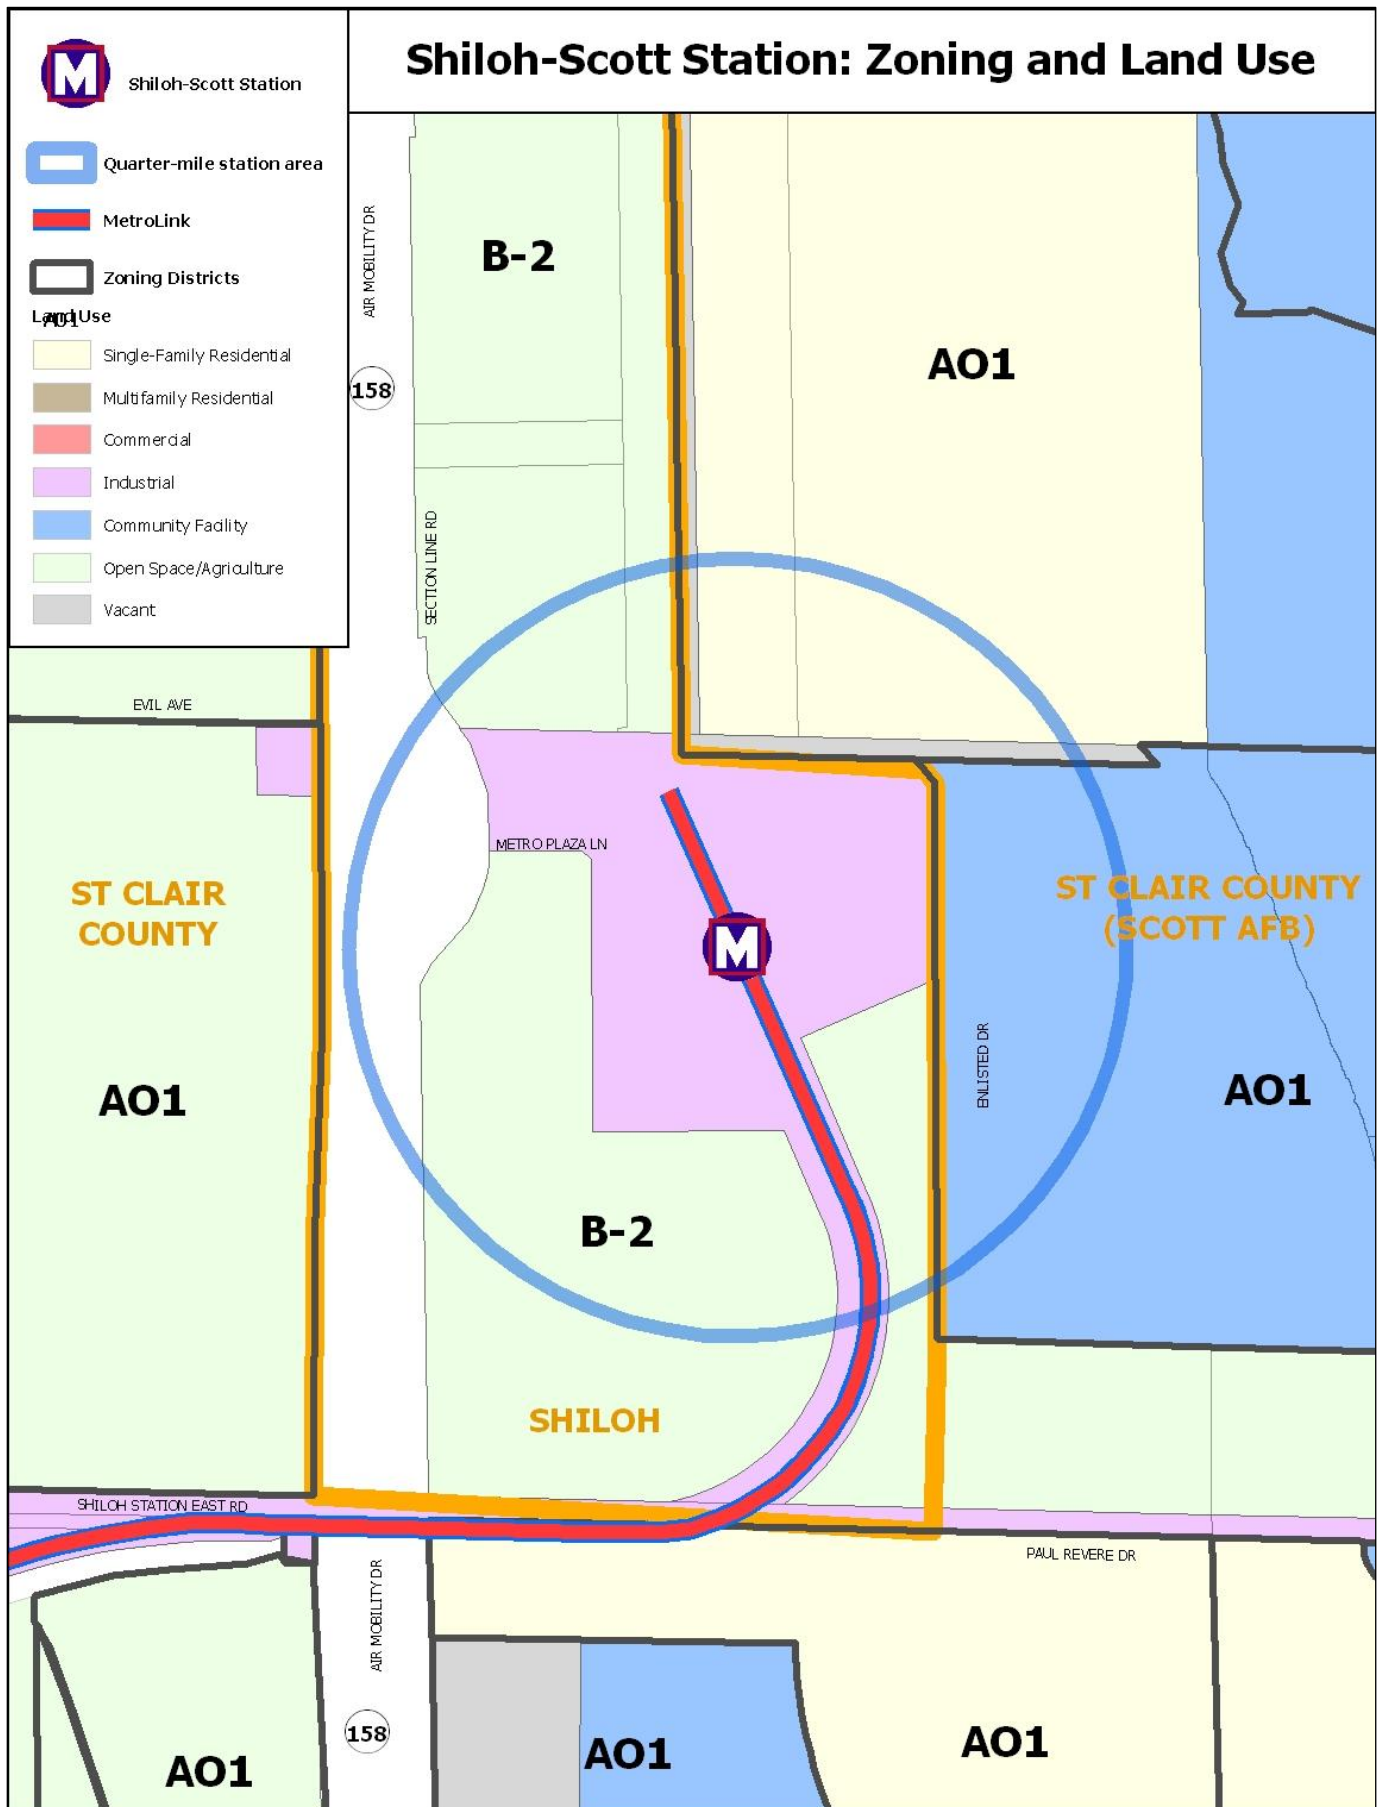 Shiloh-Scott Station: Zoning and Land Use
M
Shiloh-Scott Station
Quarter-mile station area
MetroLink
Zoning Districts
Land Use
AO1
Single-Family Residential
Multifamily Residential
Commercial
Industrial
Community Facility
Open Space/Agriculture
Vacant
AIR MOBILITY DR
B-2
AO1
158
SECTION LINE RD
EVIL AVE
METRO PLAZA LN
ST CLAIR
COUNTY
ST CLAIR COUNTY
(SCOTT AFB)
M
ENLISTED DR
AO1
AO1
B-2
SHILOH
SHILOH STATION EAST RD
PAUL REVERE DR
AIR MOBILITY DR
158
AO1
AO1
AO1